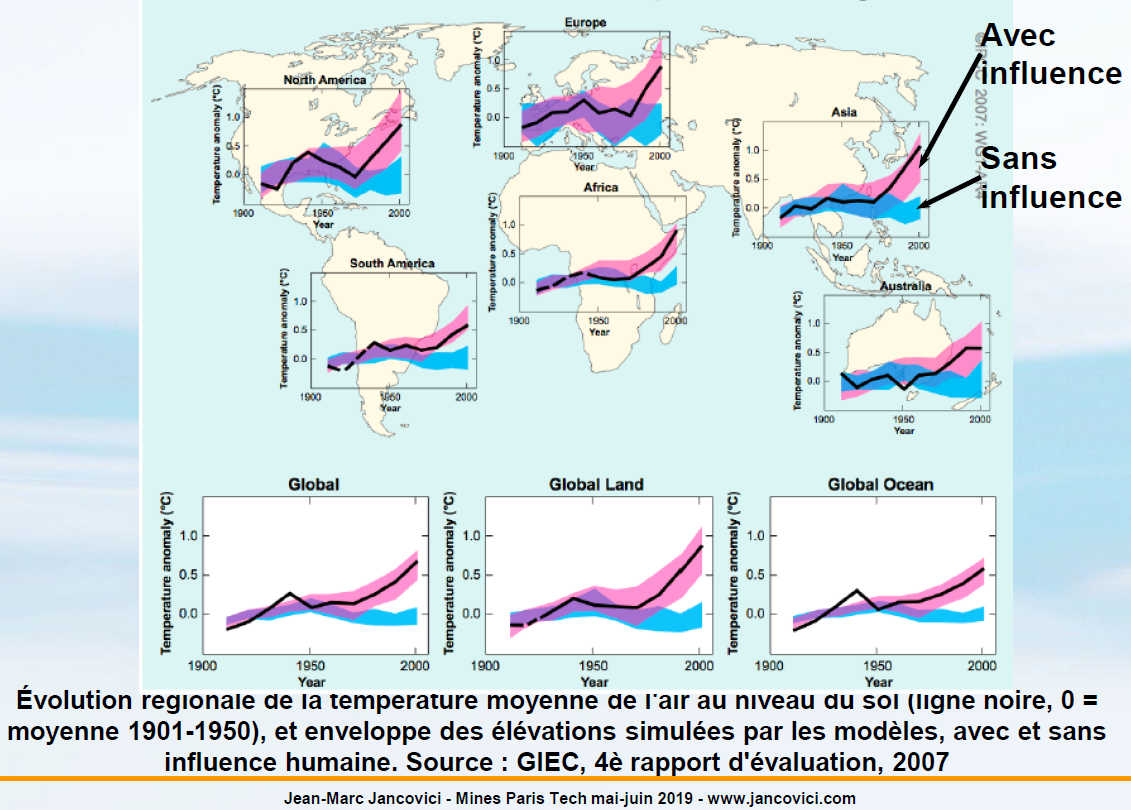 Europe
Temperature anomaly (°C)
1.0
0.5
0.0
1900
1950
2000
Year
North America
Temperature anomaly (°C)
1.0
0.5
0.0
1900
1950
2000
Year
Avec
influence
Asia
Temperature anomaly (°C)
1.0
0.5
0.0
1900
1950
2000
Year
Sans
influence
Africa
Temperature anomaly (°C)
1.0
0.5
0.0
1900
1950
2000
Year
South America
Temperature anomaly (°C)
1.0
0.5
0.0
1900
1950
2000
Year
Australia
Temperature anomaly (°C)
1.0
0.5
0.0
1900
1950
2000
Year
Global
Temperature anomaly (°C)
1.0
0.5
0.0
1900
1950
2000
Year
Global Land
Temperature anomaly (°C)
1.0
0.5
0.0
1900
1950
2000
Year
Global Ocean
Temperature anomaly (°C)
1.0
0.5
0.0
1900
1950
2000
Year
2007:
Évolution régionale de la température moyenne de l'air au niveau du sol (ligne noire, 0 =
moyenne 1901-1950), et enveloppe des élévations simulées par les modèles, avec et sans
influence humaine. Source : GIEC, 4è rapport d'évaluation, 2007
Jean-Marc Jancovici - Mines Paris Tech mai-juin 2019 - www.jancovici.com